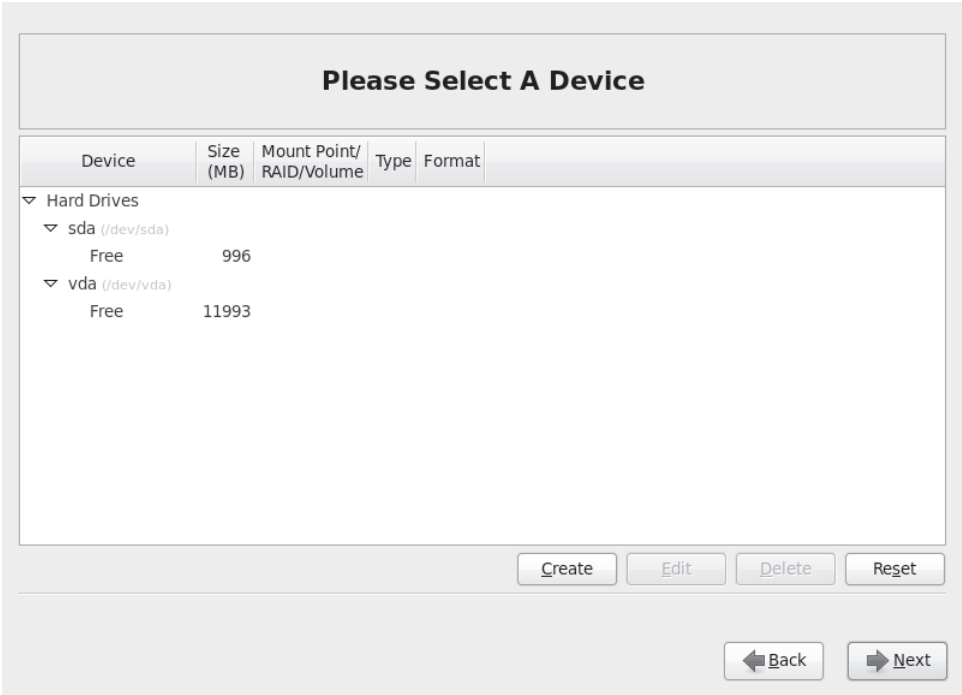 Please Select A Device
Device
Size
(MB)
Mount Point/
RAID/Volume
Type
Format
Hard Drives
sda (/dev/sda)
Free 996
vda (/dev/vda)
Free 11993
Create Edit Delete Reset
Back Next